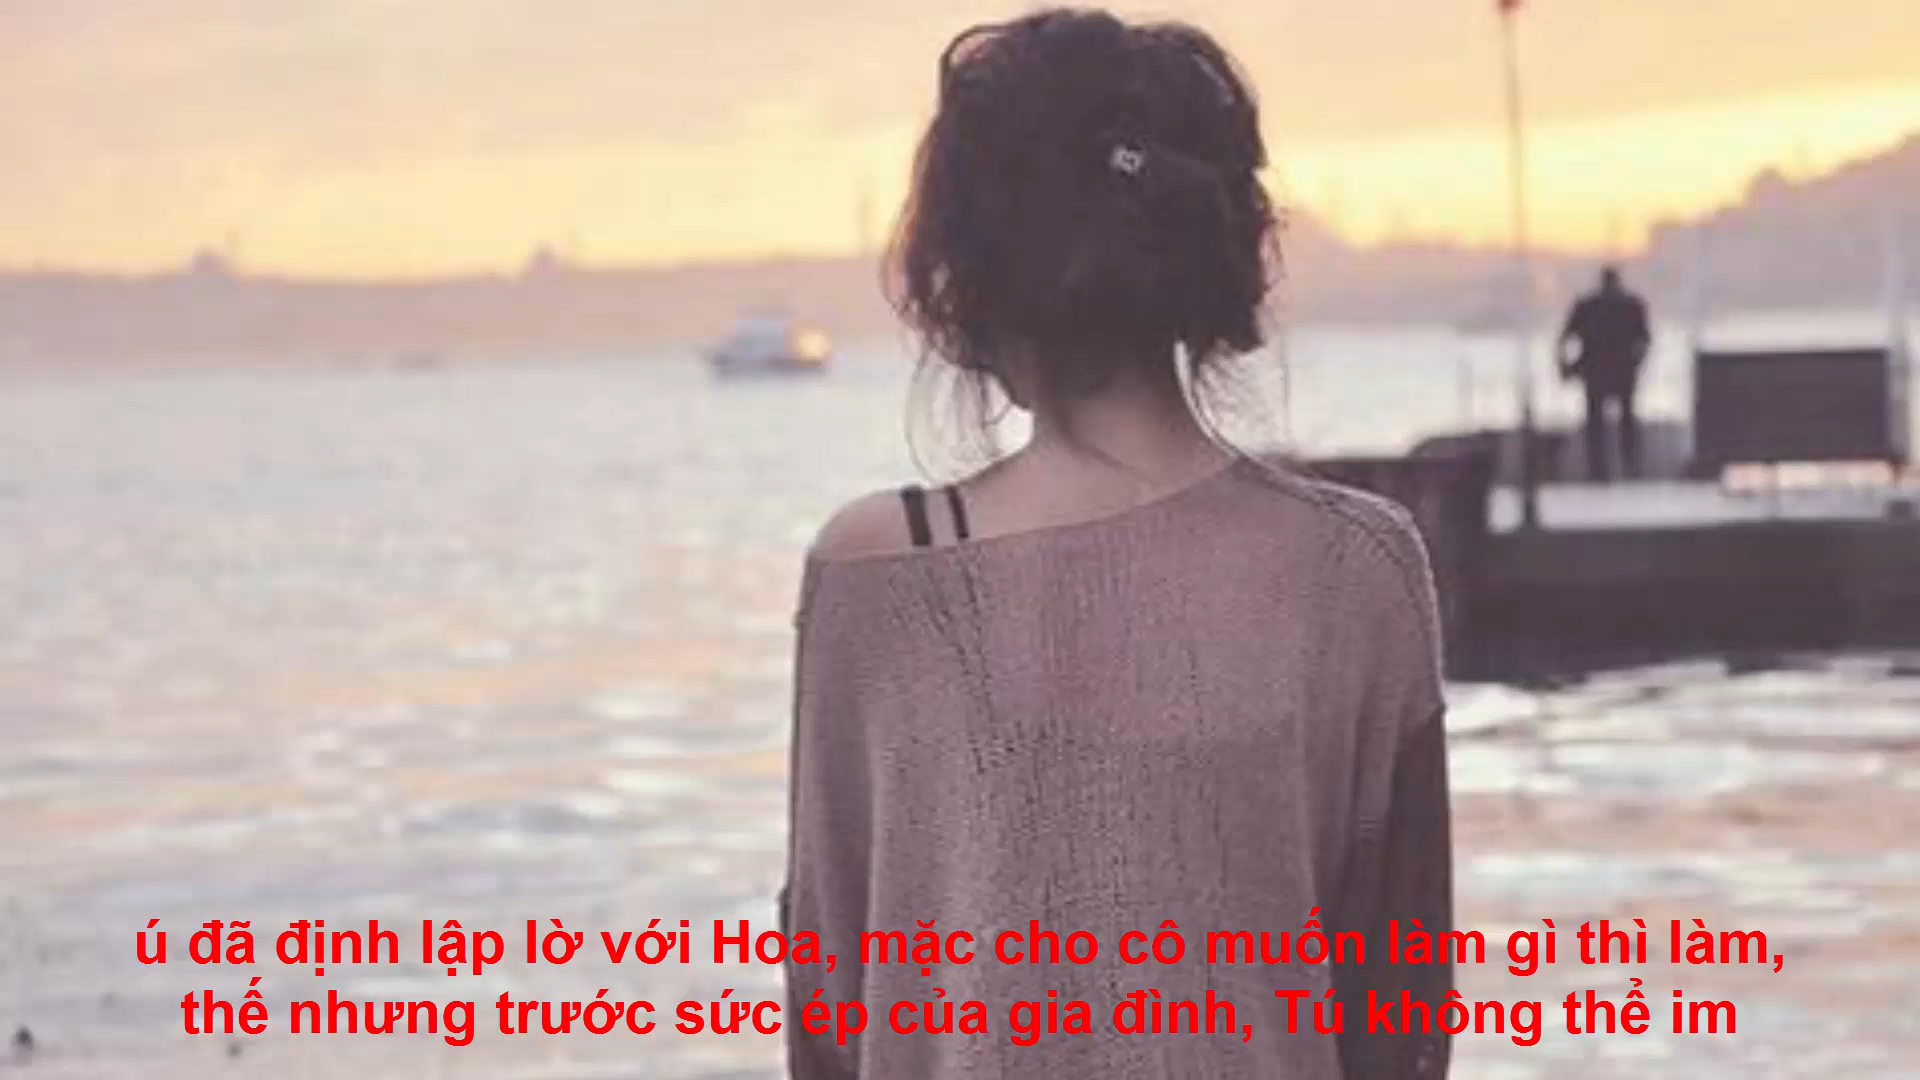 ú đã định lập lờ với Hoa, mặc cho cô muốn làm gì thì làm,
thế nhưng trước sức ép của gia đình, Tú không thể im